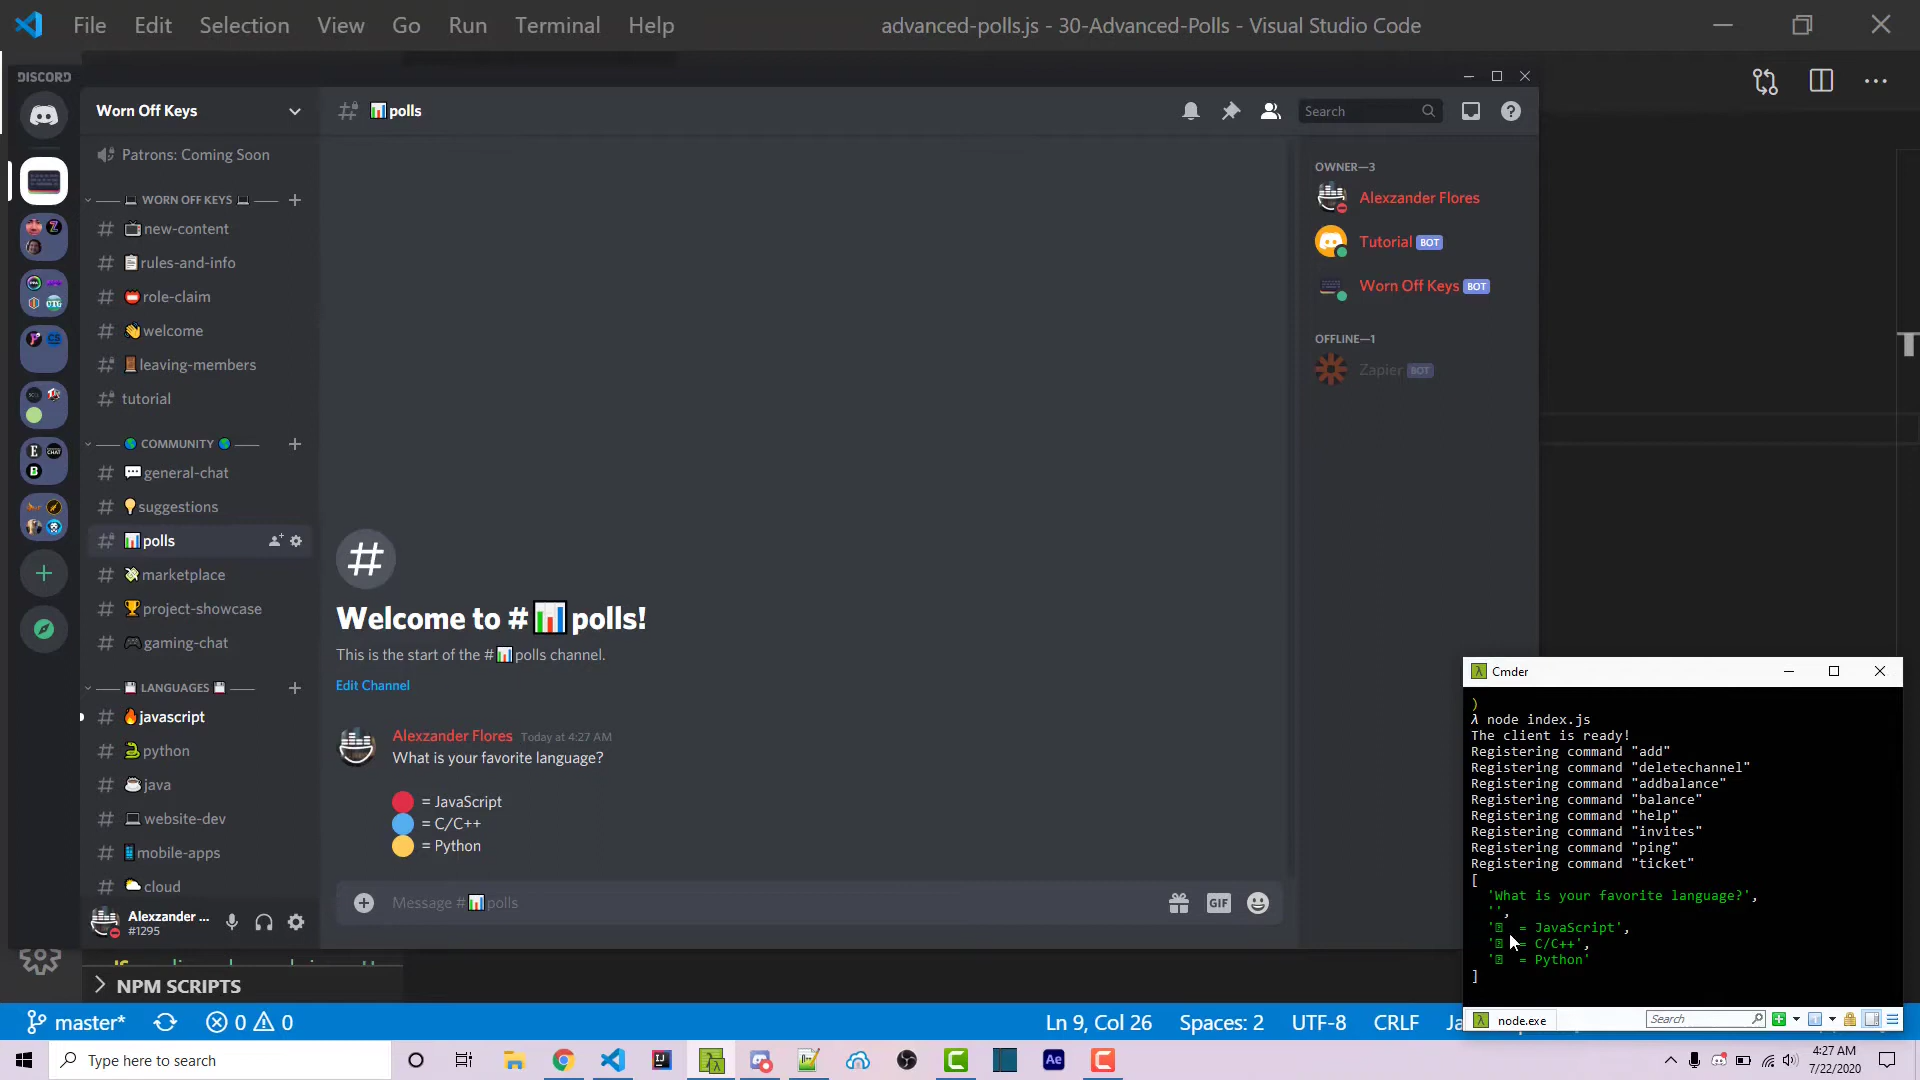 File Edit Selection View Go Run Terminal Help
advanced-polls.js - 30-Advanced-Polls - Visual Studio Code
DISCORD
Worn Off Keys
Patrons: Coming Soon
WORN OFF KEYS
new-content
rules-and-info
role-claim
welcome
leaving-members
tutorial
COMMUNITY
general-chat
suggestions
polls
marketplace
project-showcase
gaming-chat
LANGUAGES
javascript
python
java
website-dev
mobile-apps
cloud
Alexzander ...
#1295
polls
Search
Welcome to #📊polls!
This is the start of the #📊polls channel.
Edit Channel
Alexzander Flores Today at 4:27 AM
What is your favorite language?
🔴 = JavaScript
🔵 = C/C++
🟡 = Python
Message #📊polls
GIF
OWNER—3
Alexzander Flores
Tutorial BOT
Worn Off Keys BOT
OFFLINE—1
Zapier BOT
Cmder
)
λ node index.js
The client is ready!
Registering command "add"
Registering command "deletechannel"
Registering command "addbalance"
Registering command "balance"
Registering command "help"
Registering command "invites"
Registering command "ping"
Registering command "ticket"
[
'What is your favorite language?',
'',
'⍰ = JavaScript',
'⍰ = C/C++',
'⍰ = Python'
]
node.exe
Search
NPM SCRIPTS
master* 0 0
Ln 9, Col 26 Spaces: 2 UTF-8 CRLF
Type here to search
4:27 AM
7/22/2020